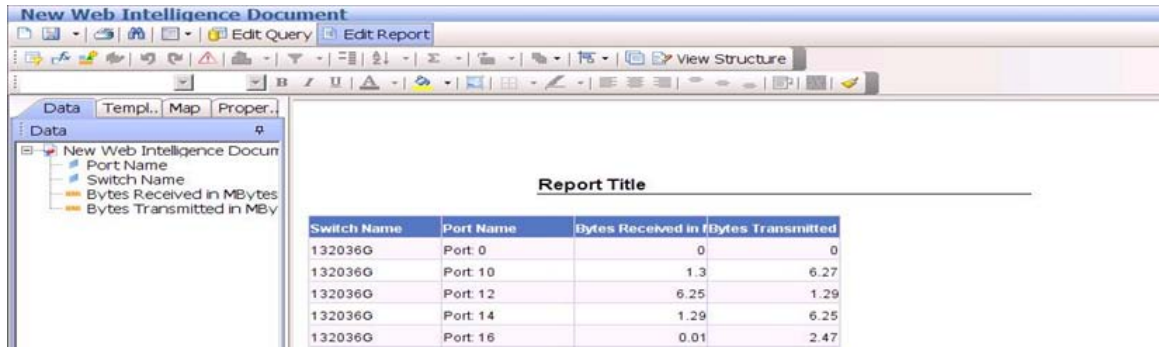 New Web Intelligence Document
Edit Query Edit Report
View Structure
B I U A
Data Templ.. Map Proper..
Data
New Web Intelligence Docum
Port Name
Switch Name
Bytes Received in MBytes
Bytes Transmitted in MBy
Report Title
Switch Name Port Name Bytes Received in M Bytes Transmitted
132036G Port: 0 0 0
132036G Port: 10 1.3 6.27
132036G Port: 12 6.25 1.29
132036G Port: 14 1.29 6.25
132036G Port: 16 0.01 2.47